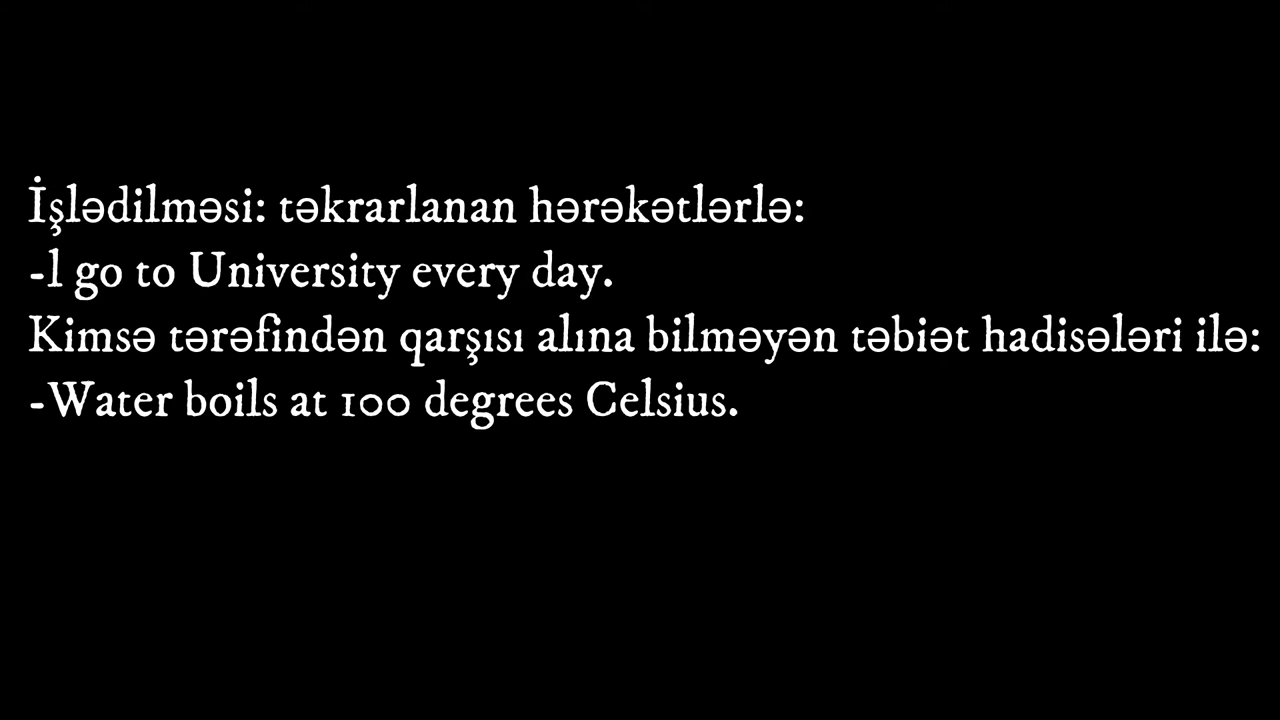 İşlədilməsi: təkrarlanan hərəkətlərlə:
-l go to University every day.
Kimsə tərəfindən qarşısı alına bilməyən təbiət hadisələri ilə:
-Water boils at 100 degrees Celsius.